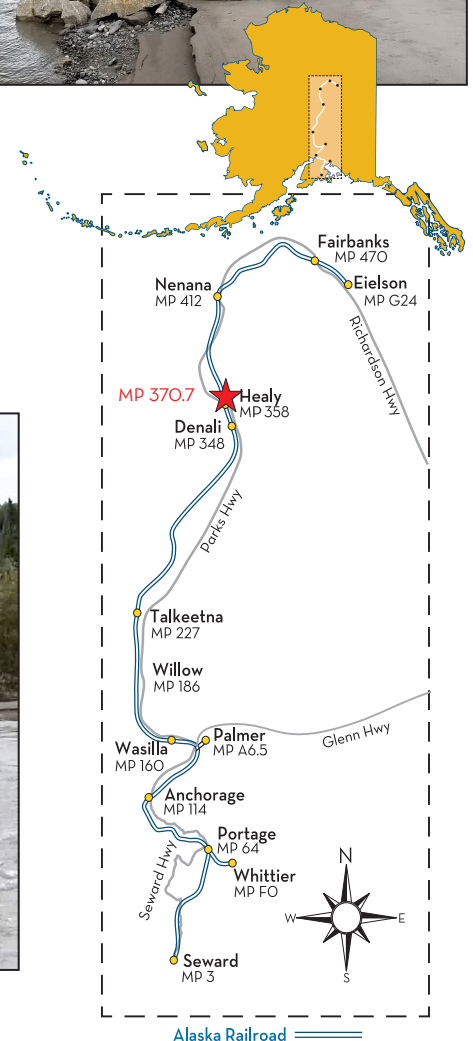 Fairbanks
MP 470
Eielson
MP G24
Nenana
MP 412
Richardson Hwy
MP 370.7
Healy
MP 358
Denali
MP 348
Parks Hwy
Talkeetna
MP 227
Willow
MP 186
Wasilla
MP 160
Palmer
MP A6.5
Glenn Hwy
Anchorage
MP 114
Portage
MP 64
Seward Hwy
Whittier
MP F0
N
W
E
S
Seward
MP 3
Alaska Railroad